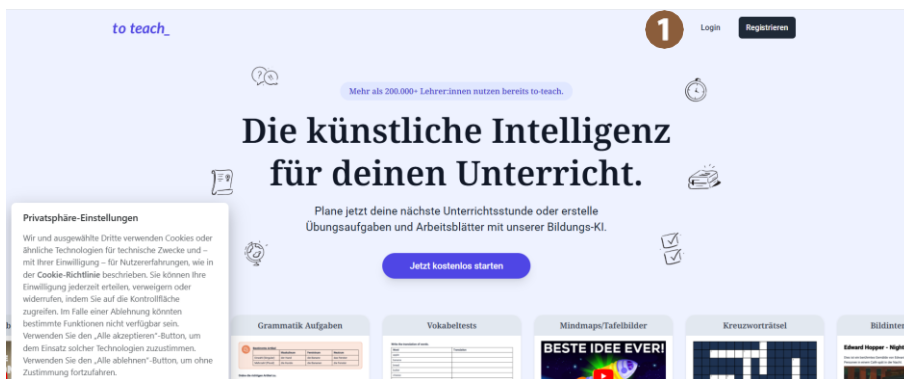 to teach_
1
Login
Registrieren
Mehr als 200.000+ Lehrer:innen nutzen bereits to-teach.
Die künstliche Intelligenz
für deinen Unterricht.
Plane jetzt deine nächste Unterrichtsstunde oder erstelle
Übungsaufgaben und Arbeitsblätter mit unserer Bildungs-KI.
Jetzt kostenlos starten
Privatsphäre-Einstellungen
Wir und ausgewählte Dritte verwenden Cookies oder
ähnliche Technologien für technische Zwecke und –
mit Ihrer Einwilligung – für Nutzererfahrungen, wie in
der Cookie-Richtlinie beschrieben. Sie können Ihre
Einwilligung jederzeit erteilen, verweigern oder
widerrufen, indem Sie auf die Kontrollfläche
zugreifen. Im Falle einer Ablehnung könnten
bestimmte Funktionen nicht verfügbar sein.
Verwenden Sie den „Alle akzeptieren“-Button, um
dem Einsatz solcher Technologien zuzustimmen.
Verwenden Sie den „Alle ablehnen“-Button, um ohne
Zustimmung fortzufahren.
Grammatik Aufgaben
Vokabeltests
Mindmaps/Tafelbilder
BESTE IDEE EVER!
Kreuzworträtsel
Bildinter
Edward Hopper - Night